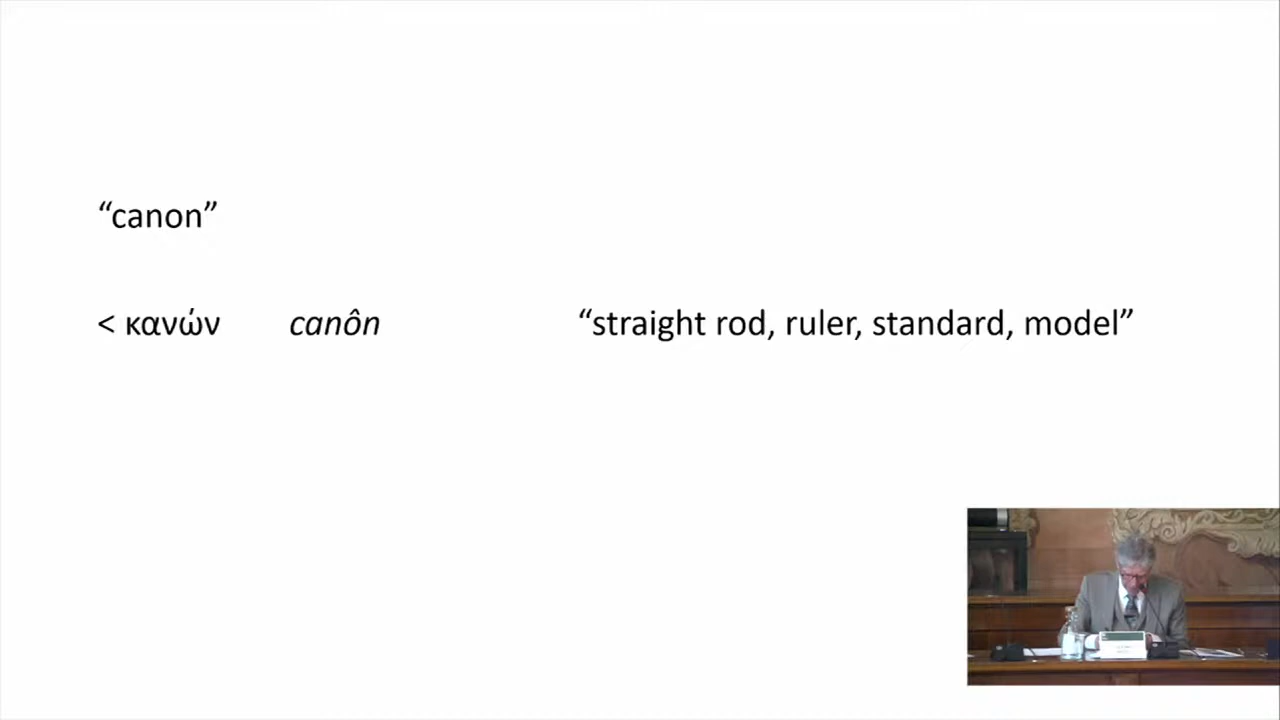 “canon”
< κανών canôn “straight rod, ruler, standard, model”